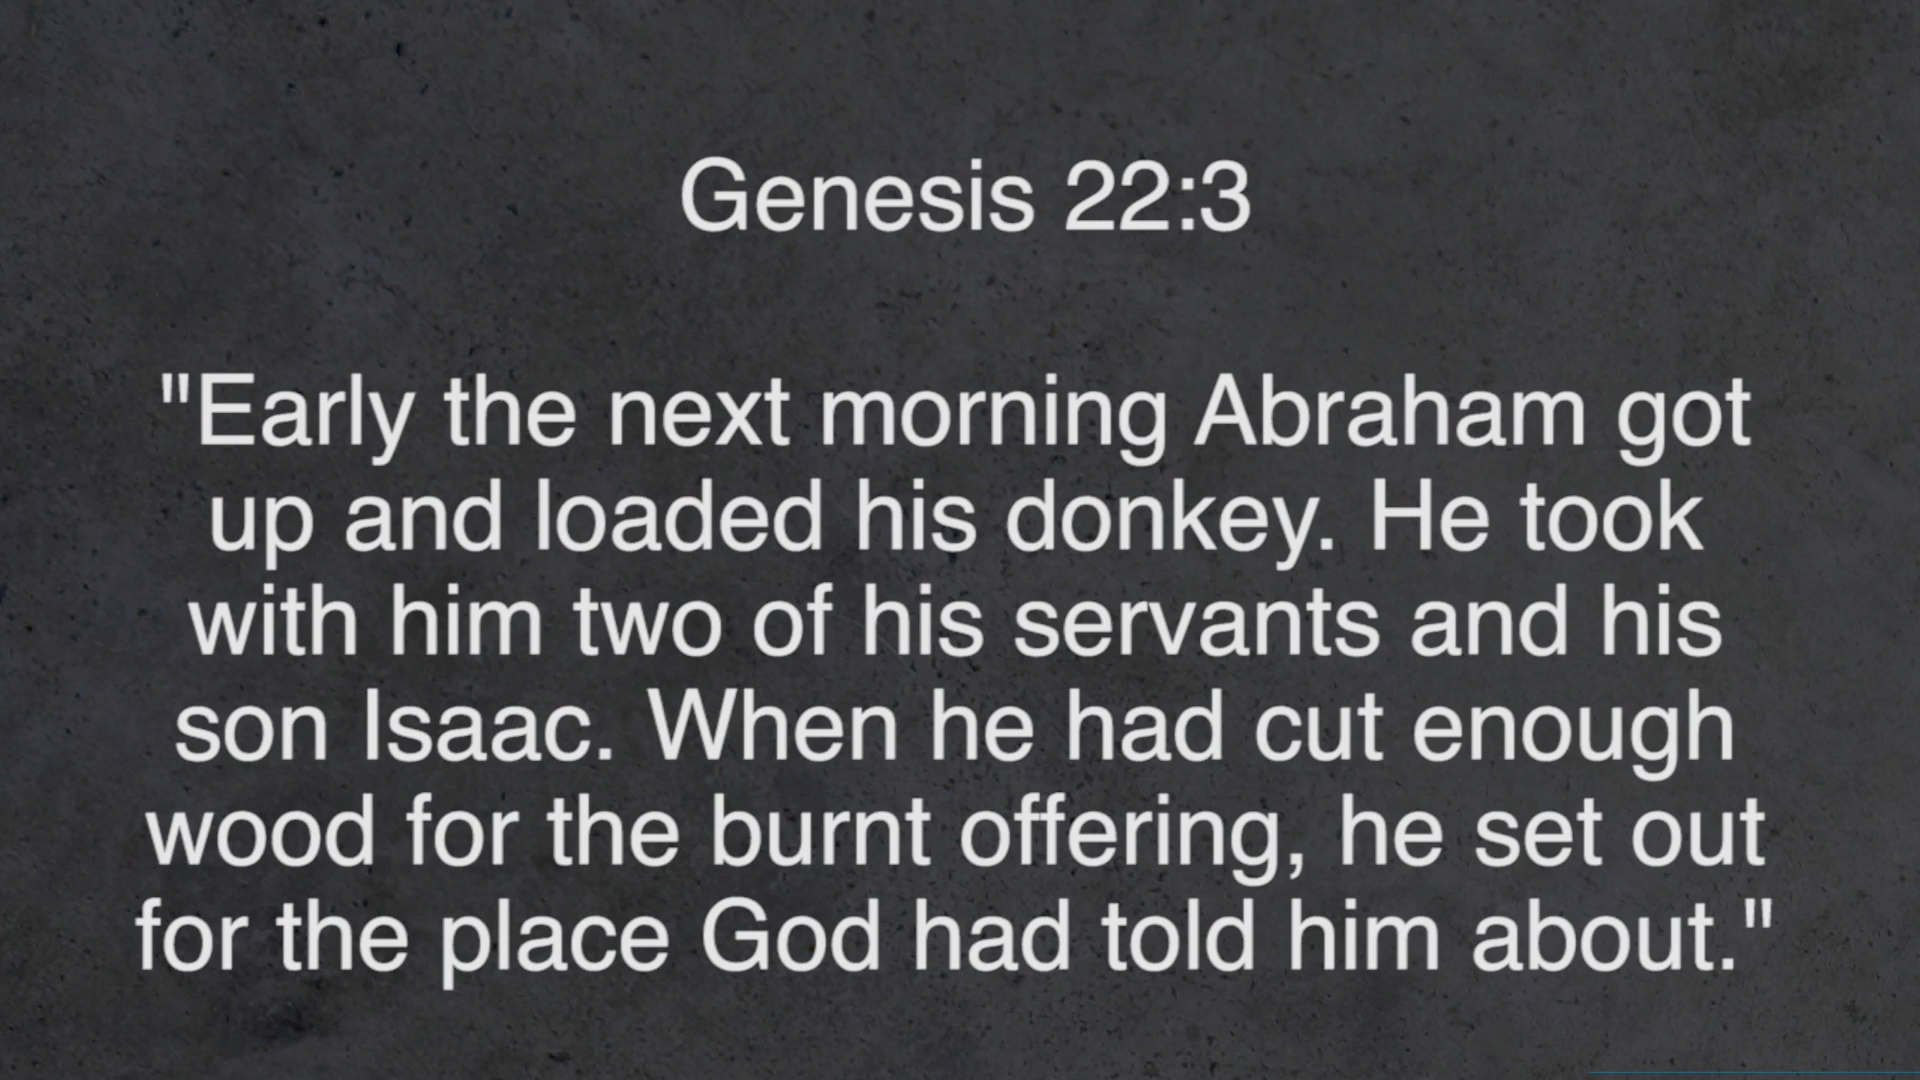 Genesis 22:3
"Early the next morning Abraham got
up and loaded his donkey. He took
with him two of his servants and his
son Isaac. When he had cut enough
wood for the burnt offering, he set out
for the place God had told him about."